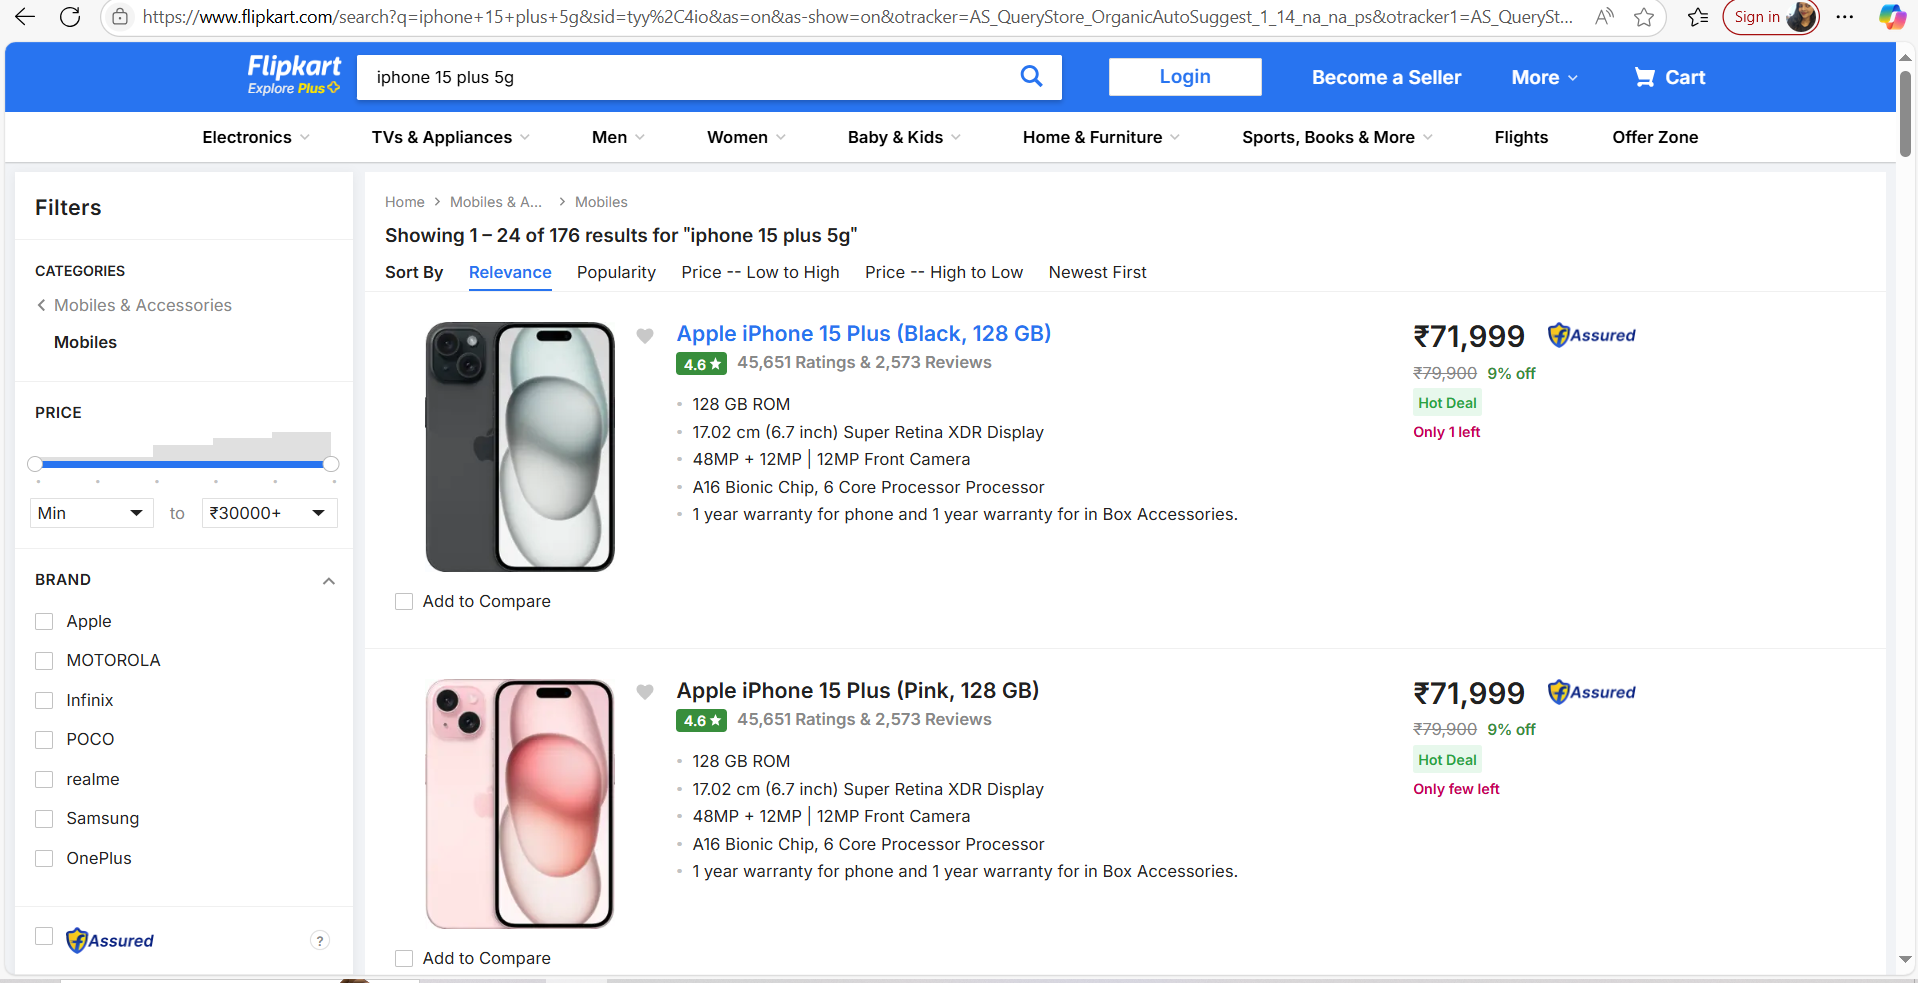 https://www.flipkart.com/search?q=iphone+15+plus+5g&sid=tyy%2C4io&as=on&as-show=on&otracker=AS_QueryStore_OrganicAutoSuggest_1_14_na_na_ps&otracker1=AS_QuerySt...
Sign in
Flipkart
Explore Plus
iphone 15 plus 5g
Login
Become a Seller
More
Cart
Electronics
TVs & Appliances
Men
Women
Baby & Kids
Home & Furniture
Sports, Books & More
Flights
Offer Zone
Filters
CATEGORIES
Mobiles & Accessories
Mobiles
PRICE
Min
to
₹30000+
BRAND
Apple
MOTOROLA
Infinix
POCO
realme
Samsung
OnePlus
Assured
?
Home > Mobiles & A... > Mobiles
Showing 1 – 24 of 176 results for "iphone 15 plus 5g"
Sort By Relevance Popularity Price -- Low to High Price -- High to Low Newest First
Apple iPhone 15 Plus (Black, 128 GB)
4.6★ 45,651 Ratings & 2,573 Reviews
128 GB ROM
17.02 cm (6.7 inch) Super Retina XDR Display
48MP + 12MP | 12MP Front Camera
A16 Bionic Chip, 6 Core Processor Processor
1 year warranty for phone and 1 year warranty for in Box Accessories.
₹71,999
Assured
₹79,900 9% off
Hot Deal
Only 1 left
Add to Compare
Apple iPhone 15 Plus (Pink, 128 GB)
4.6★ 45,651 Ratings & 2,573 Reviews
128 GB ROM
17.02 cm (6.7 inch) Super Retina XDR Display
48MP + 12MP | 12MP Front Camera
A16 Bionic Chip, 6 Core Processor Processor
1 year warranty for phone and 1 year warranty for in Box Accessories.
₹71,999
Assured
₹79,900 9% off
Hot Deal
Only few left
Add to Compare